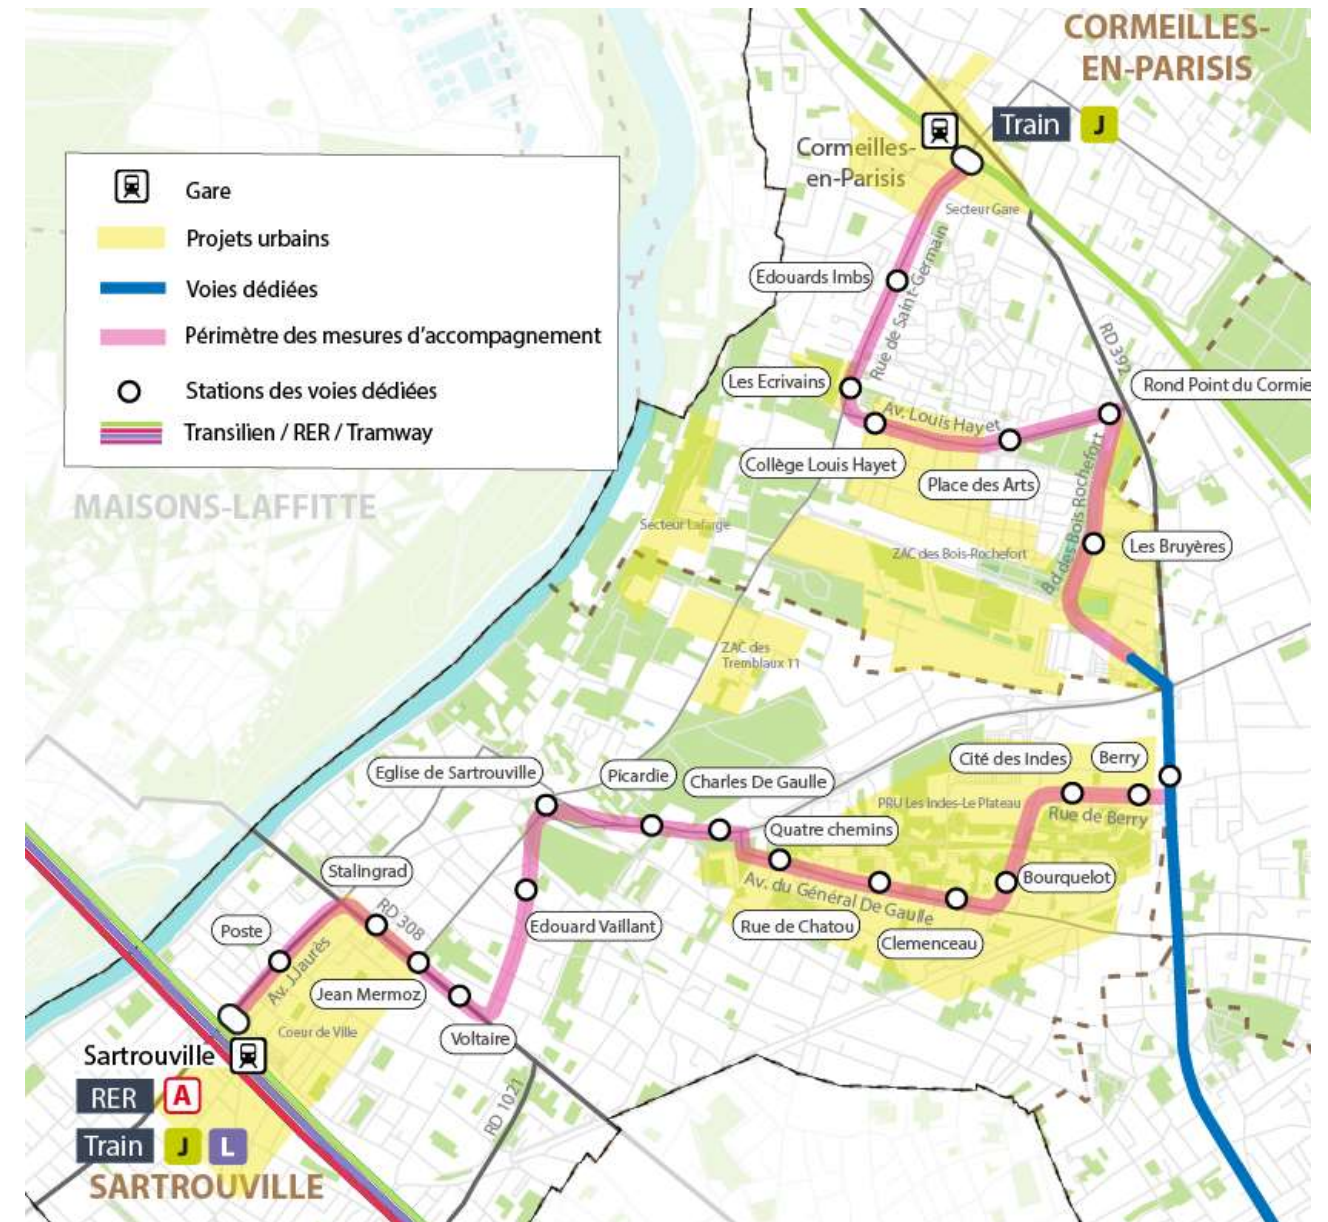 CORMEILLES-
EN-PARISIS
Train J
Cormeilles-
en-Parisis
Secteur Gare
Gare
Projets urbains
Voies dédiées
Périmètre des mesures d'accompagnement
Stations des voies dédiées
Transilien / RER / Tramway
Edouards Imbs
Rue de Saint-Germain
RD 392
Les Ecrivains
Rond Point du Cormie
Av. Louis Hayet
Collège Louis Hayet
Place des Arts
Bd des Bois Rochefort
MAISONS-LAFFITTE
Secteur Lafarge
ZAC des Bois-Rochefort
Les Bruyères
ZAC des
Tremblaux 11
Eglise de Sartrouville
Picardie
Charles De Gaulle
Cité des Indes
Berry
PRU Les Indes-Le Plateau
Rue de Berry
Quatre chemins
Stalingrad
Av. du Général De Gaulle
Bourquelot
RD 308
Poste
Edouard Vaillant
Rue de Chatou
Clemenceau
Av. J.Jaurès
Jean Mermoz
Coeur de Ville
Voltaire
Sartrouville
RER A
RD 1021
Train J L
SARTROUVILLE